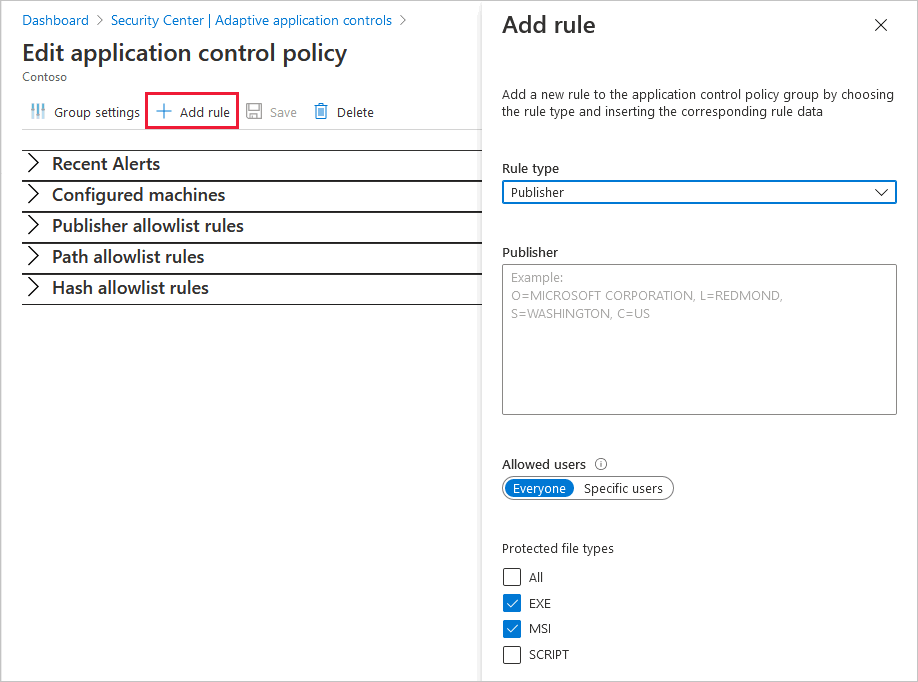 Dashboard > Security Center | Adaptive application controls >
Edit application control policy
Contoso
Group settings + Add rule Save Delete
Recent Alerts
Configured machines
Publisher allowlist rules
Path allowlist rules
Hash allowlist rules
Add rule
Add a new rule to the application control policy group by choosing
the rule type and inserting the corresponding rule data
Rule type
Publisher
Publisher
Example:
O=MICROSOFT CORPORATION, L=REDMOND,
S=WASHINGTON, C=US
Allowed users
Everyone Specific users
Protected file types
All
EXE
MSI
SCRIPT